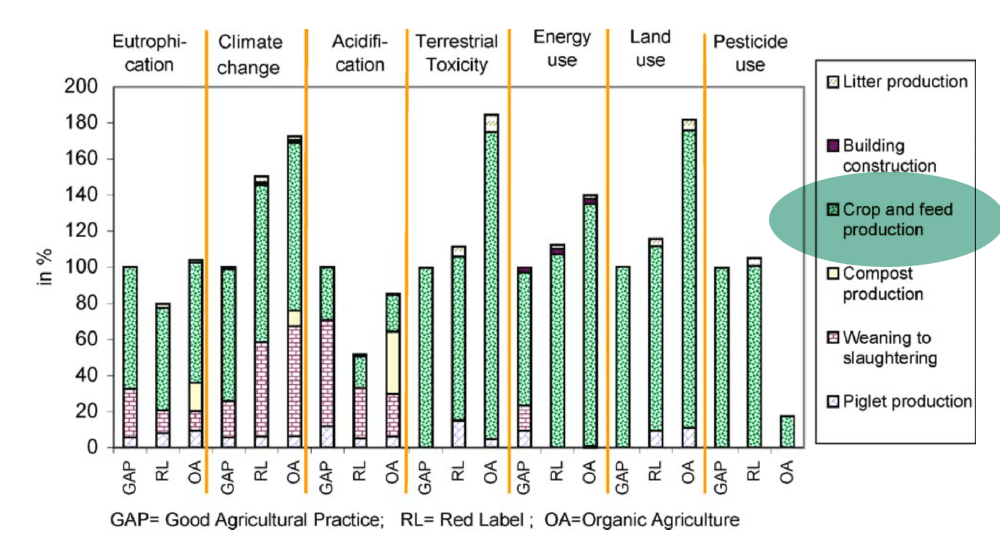 Eutrophi-
cation
Climate
change
Acidifi-
cation
Terrestrial
Toxicity
Energy
use
Land
use
Pesticide
use
in %
200
180
160
140
120
100
80
60
40
20
0
GAP RL OA GAP RL OA GAP RL OA GAP RL OA GAP RL OA GAP RL OA GAP RL OA
Litter production
Building
construction
Crop and feed
production
Compost
production
Weaning to
slaughtering
Piglet production
GAP= Good Agricultural Practice; RL= Red Label ; OA=Organic Agriculture